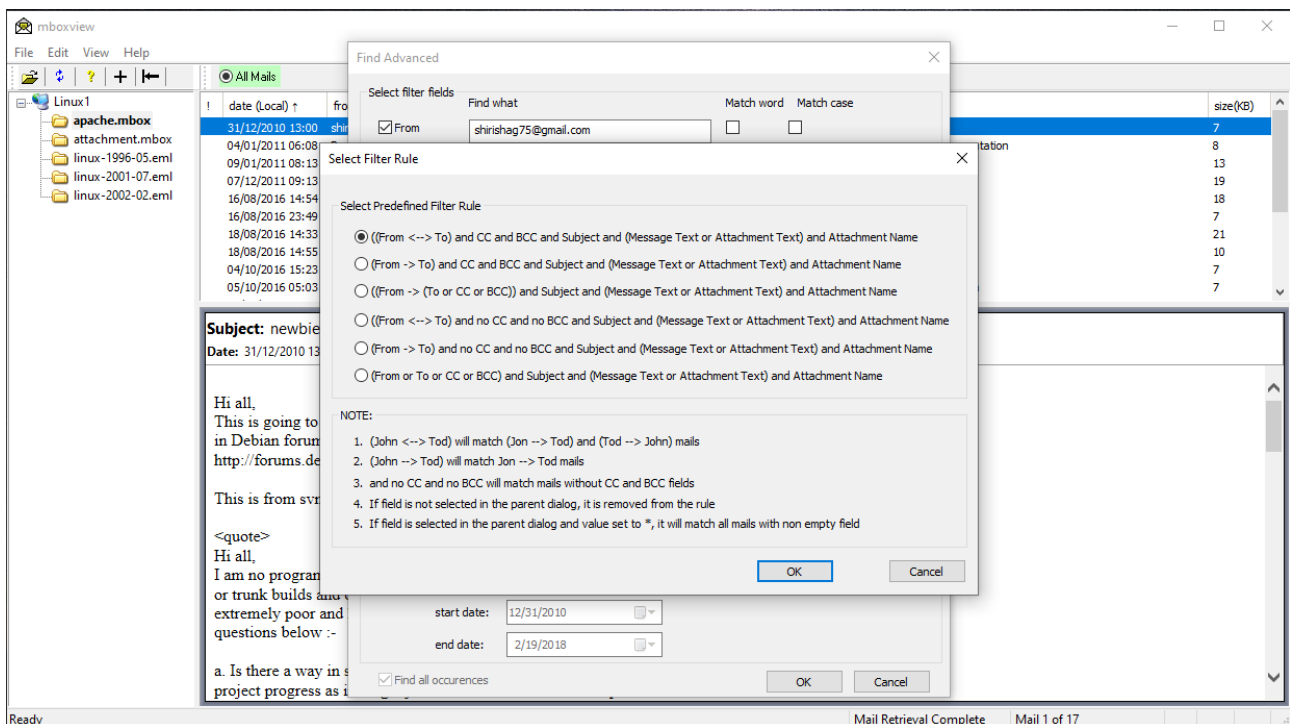 mboxview
File Edit View Help
All Mails
Linux1
apache.mbox
attachment.mbox
linux-1996-05.eml
linux-2001-07.eml
linux-2002-02.eml
! date (Local) ↑ fro size(KB)
31/12/2010 13:00 shir 7
04/01/2011 06:08 tation 8
09/01/2011 08:13 13
07/12/2011 09:13 19
16/08/2016 14:54 18
16/08/2016 23:49 7
18/08/2016 14:33 21
18/08/2016 14:55 10
04/10/2016 15:23 7
05/10/2016 05:03 7
Find Advanced
Select filter fields
Find what Match word Match case
From shirishag75@gmail.com
Select Filter Rule
Select Predefined Filter Rule
((From <--> To) and CC and BCC and Subject and (Message Text or Attachment Text) and Attachment Name
(From -> To) and CC and BCC and Subject and (Message Text or Attachment Text) and Attachment Name
((From -> (To or CC or BCC)) and Subject and (Message Text or Attachment Text) and Attachment Name
((From <--> To) and no CC and no BCC and Subject and (Message Text or Attachment Text) and Attachment Name
(From -> To) and no CC and no BCC and Subject and (Message Text or Attachment Text) and Attachment Name
(From or To or CC or BCC) and Subject and (Message Text or Attachment Text) and Attachment Name
NOTE:
1. (John <--> Tod) will match (Jon --> Tod) and (Tod --> John) mails
2. (John --> Tod) will match Jon --> Tod mails
3. and no CC and no BCC will match mails without CC and BCC fields
4. If field is not selected in the parent dialog, it is removed from the rule
5. If field is selected in the parent dialog and value set to *, it will match all mails with non empty field
OK Cancel
start date: 12/31/2010
end date: 2/19/2018
Find all occurences
OK Cancel
Subject: newbie
Date: 31/12/2010 13
Hi all,
This is going to
in Debian forum
http://forums.de
This is from svn
<quote>
Hi all,
I am no program
or trunk builds and
extremely poor and
questions below :-
a. Is there a way in s
project progress as i
Ready Mail Retrieval Complete Mail 1 of 17